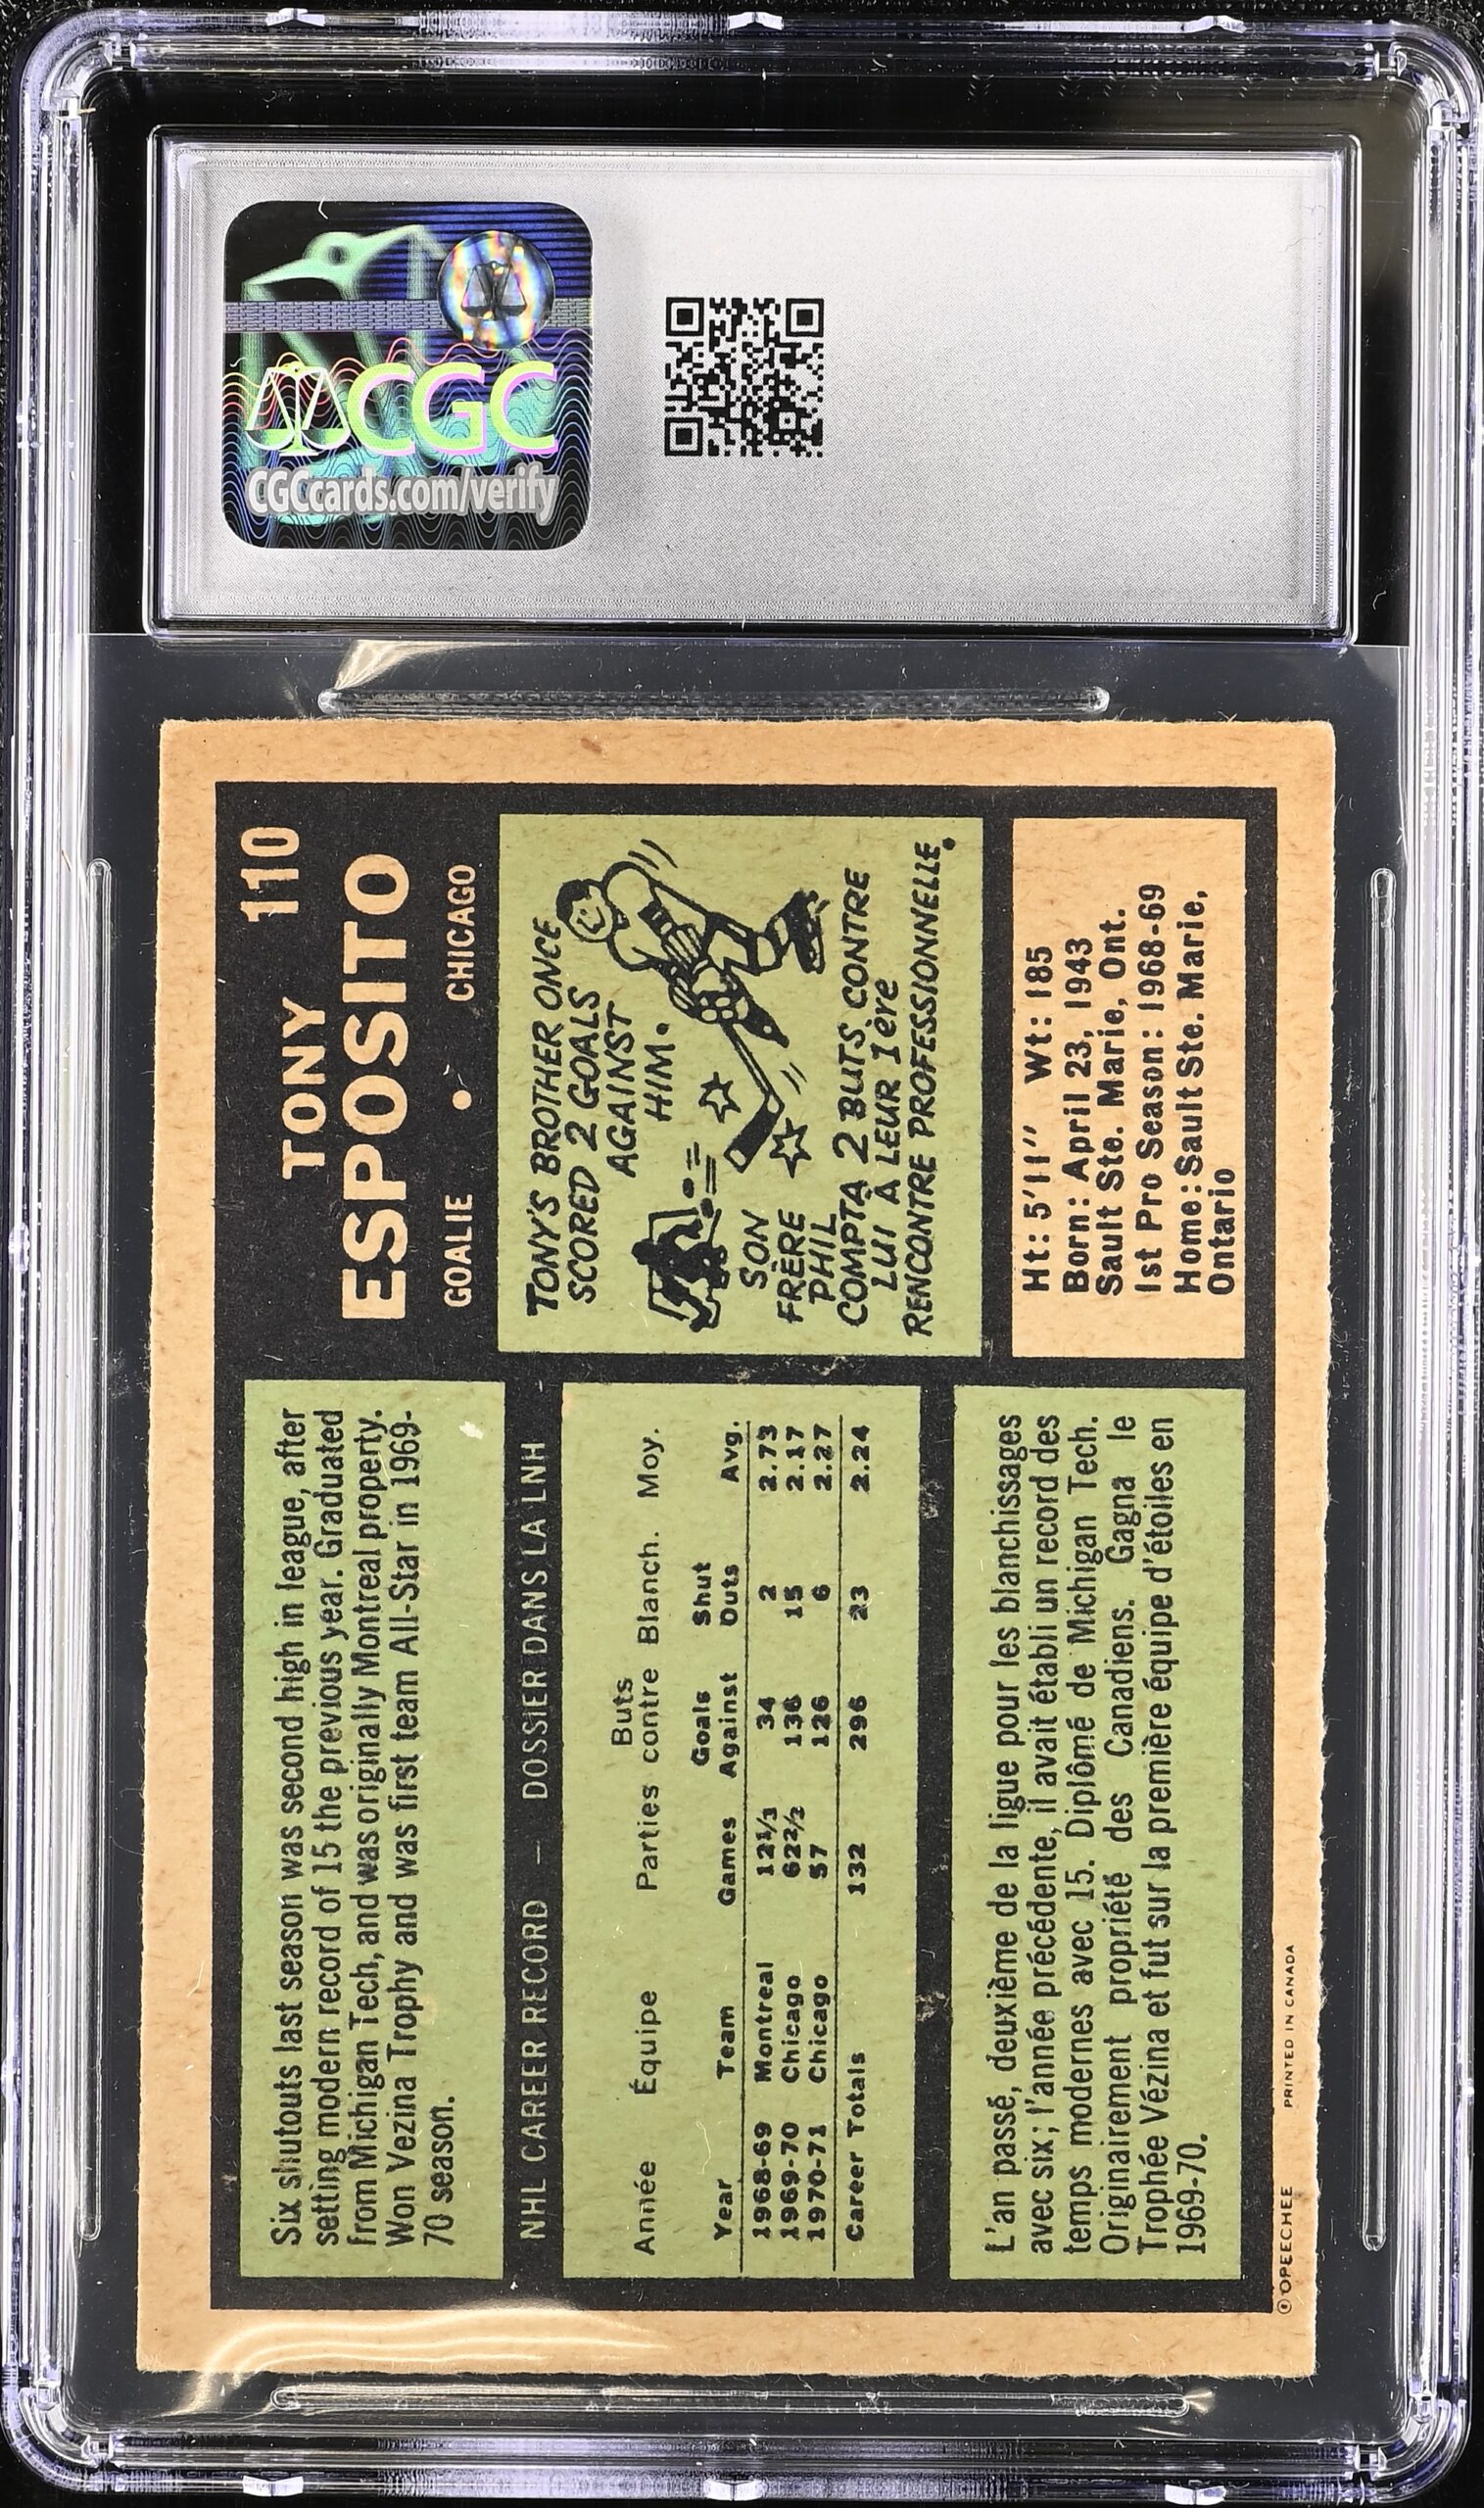 CGC
CGCcards.com/verify
110
TONY
ESPOSITO
GOALIE • CHICAGO
Six shutouts last season was second high in league, after
setting modern record of 15 the previous year. Graduated
from Michigan Tech, and was originally Montreal property.
Won Vezina Trophy and was first team All-Star in 1969-
70 season.
TONY'S BROTHER ONCE
SCORED 2 GOALS
AGAINST
HIM.
SON
FRÈRE
PHIL
COMPTA 2 BUTS CONTRE
LUI À LEUR 1ère
RENCONTRE PROFESSIONNELLE.
NHL CAREER RECORD — DOSSIER DANS LA LNH
Année Équipe Parties Buts contre Blanch. Moy.
Year Team Games Goals Against Shut Outs Avg.
1968-69 Montreal 12⅓ 34 2 2.73
1969-70 Chicago 62²⁄₂ 136 15 2.17
1970-71 Chicago 57 126 6 2.27
Career Totals 132 296 23 2.24
Ht: 5'11" Wt: 185
Born: April 23, 1943
Sault Ste. Marie, Ont.
1st Pro Season: 1968-69
Home: Sault Ste. Marie,
Ontario
L'an passé, deuxième de la ligue pour les blanchissages
avec six; l'année précédente, il avait établi un record des
temps modernes avec 15. Diplômé de Michigan Tech.
Originairement propriété des Canadiens. Gagna le
Trophée Vézina et fut sur la première équipe d'étoiles en
1969-70.
© OPEECHEE PRINTED IN CANADA